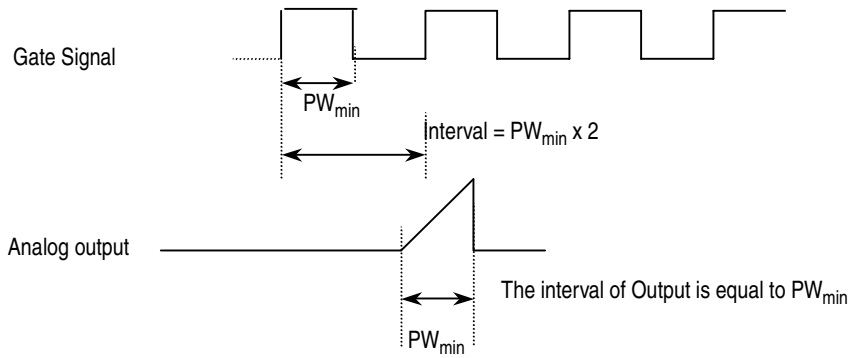 Gate Signal
PWmin
Interval = PWmin x 2
Analog output
The interval of Output is equal to PWmin
PWmin